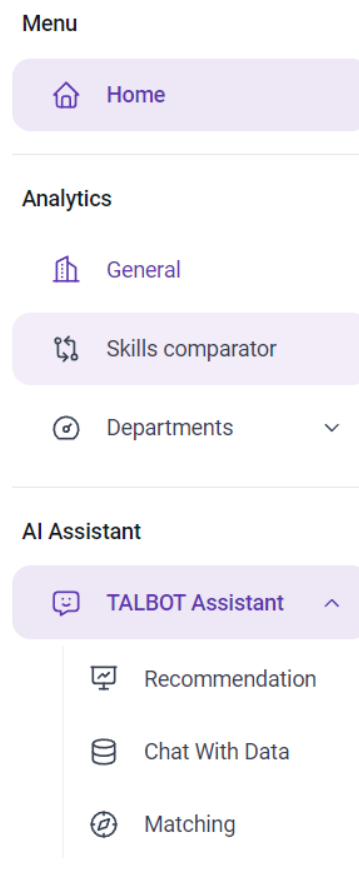 Menu
Home
Analytics
General
Skills comparator
Departments
AI Assistant
TALBOT Assistant
Recommendation
Chat With Data
Matching